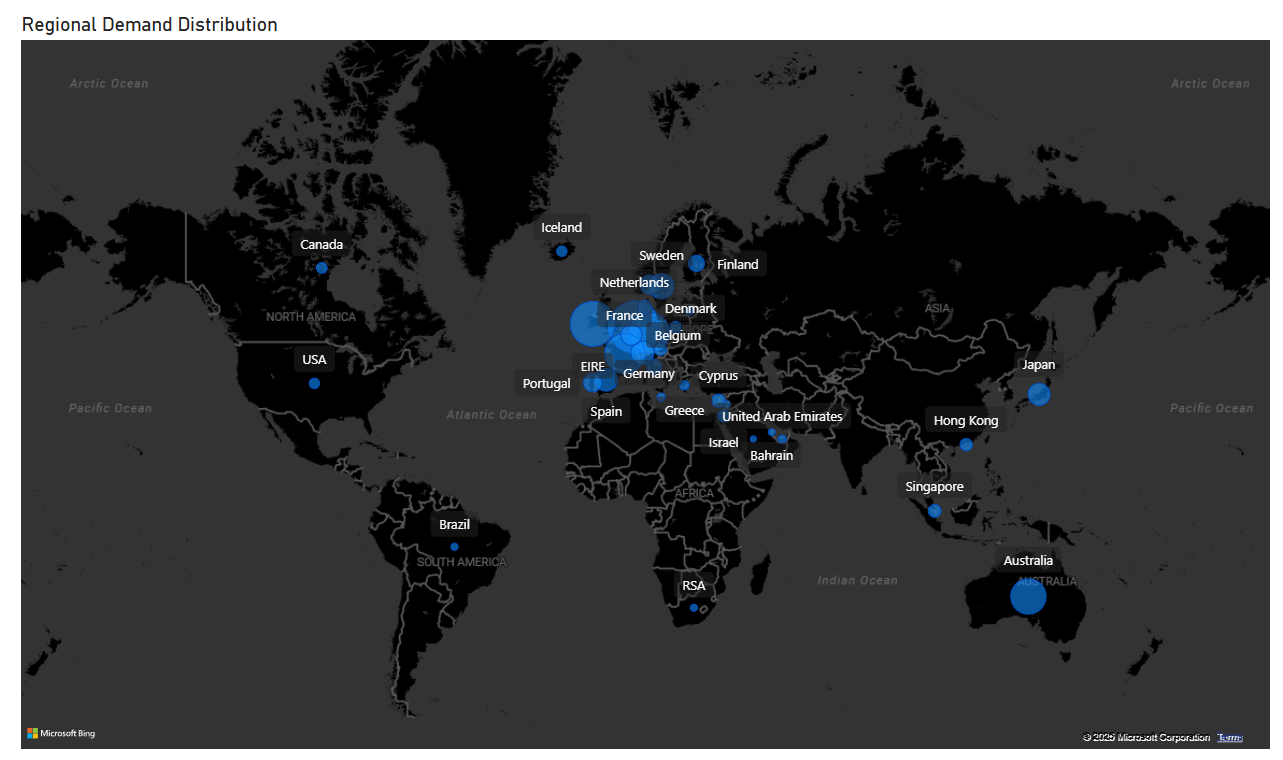 Regional Demand Distribution
Arctic Ocean
Arctic Ocean
Iceland
Canada
Sweden
Finland
Netherlands
Denmark
ASIA
NORTH AMERICA
France
EUROPE
Belgium
USA
Japan
EIRE
Germany
Cyprus
Portugal
Pacific Ocean
Atlantic Ocean
Spain
Greece
United Arab Emirates
Pacific Ocean
Hong Kong
Israel
Bahrain
Singapore
AFRICA
Brazil
SOUTH AMERICA
Australia
AUSTRALIA
Indian Ocean
RSA
Microsoft Bing
© 2025 Microsoft Corporation Terms